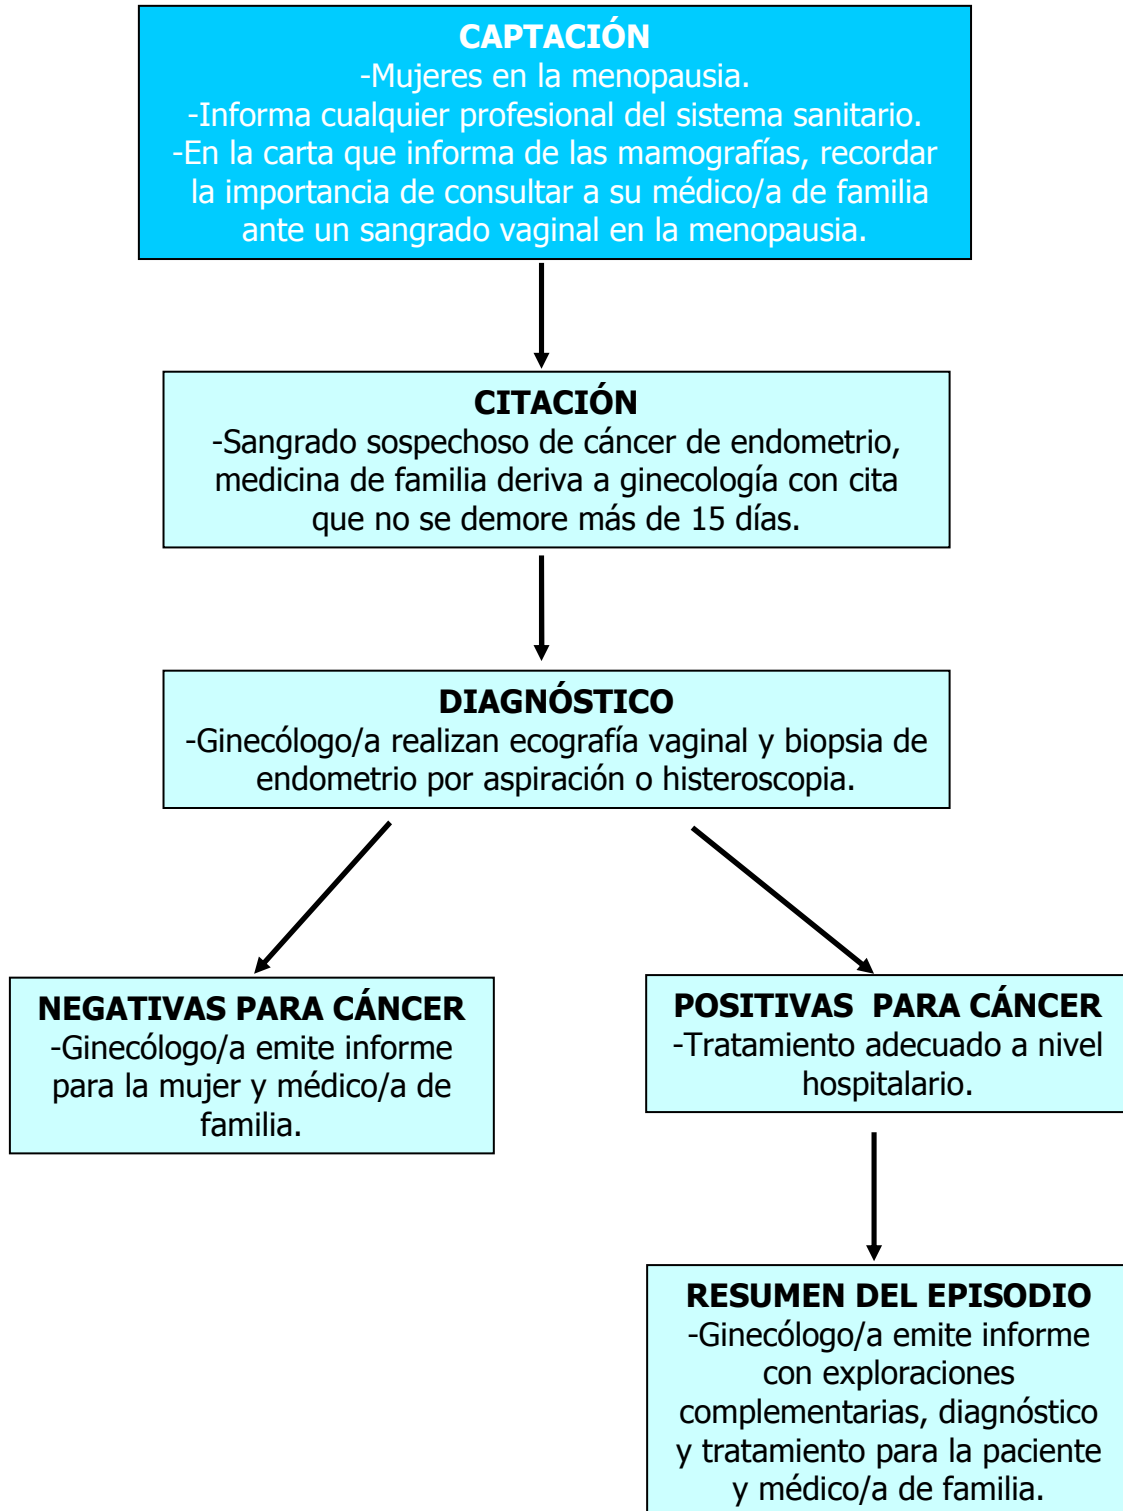 CAPTACIÓN
-Mujeres en la menopausia.
-Informa cualquier profesional del sistema sanitario.
-En la carta que informa de las mamografías, recordar
la importancia de consultar a su médico/a de familia
ante un sangrado vaginal en la menopausia.
CITACIÓN
-Sangrado sospechoso de cáncer de endometrio,
medicina de familia deriva a ginecología con cita
que no se demore más de 15 días.
DIAGNÓSTICO
-Ginecólogo/a realizan ecografía vaginal y biopsia de
endometrio por aspiración o histeroscopia.
NEGATIVAS PARA CÁNCER
-Ginecólogo/a emite informe
para la mujer y médico/a de
familia.
POSITIVAS  PARA CÁNCER
-Tratamiento adecuado a nivel
hospitalario.
RESUMEN DEL EPISODIO
-Ginecólogo/a emite informe
con exploraciones
complementarias, diagnóstico
y tratamiento para la paciente
y médico/a de familia.